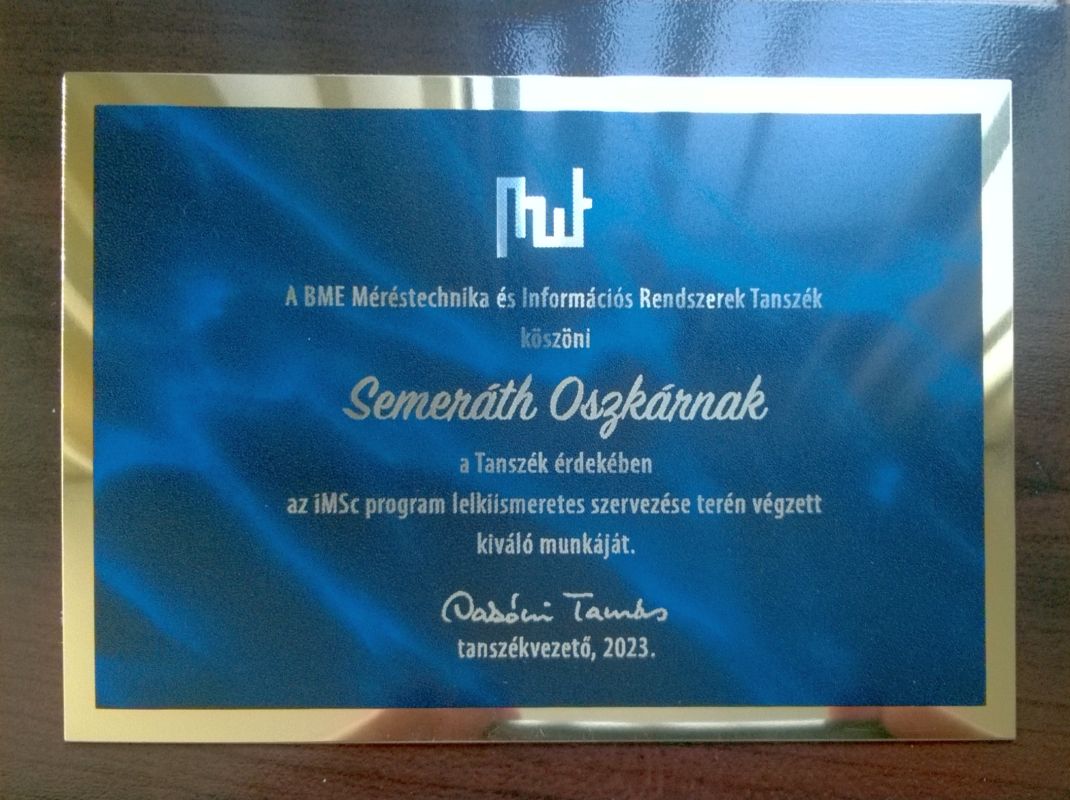 mit
A BME Méréstechnika és Információs Rendszerek Tanszék
köszöni
Semeráth Oszkárnak
a Tanszék érdekében
az iMSc program lelkiismeretes szervezése terén végzett
kiváló munkáját.
Dabóczi Tamás
tanszékvezető, 2023.